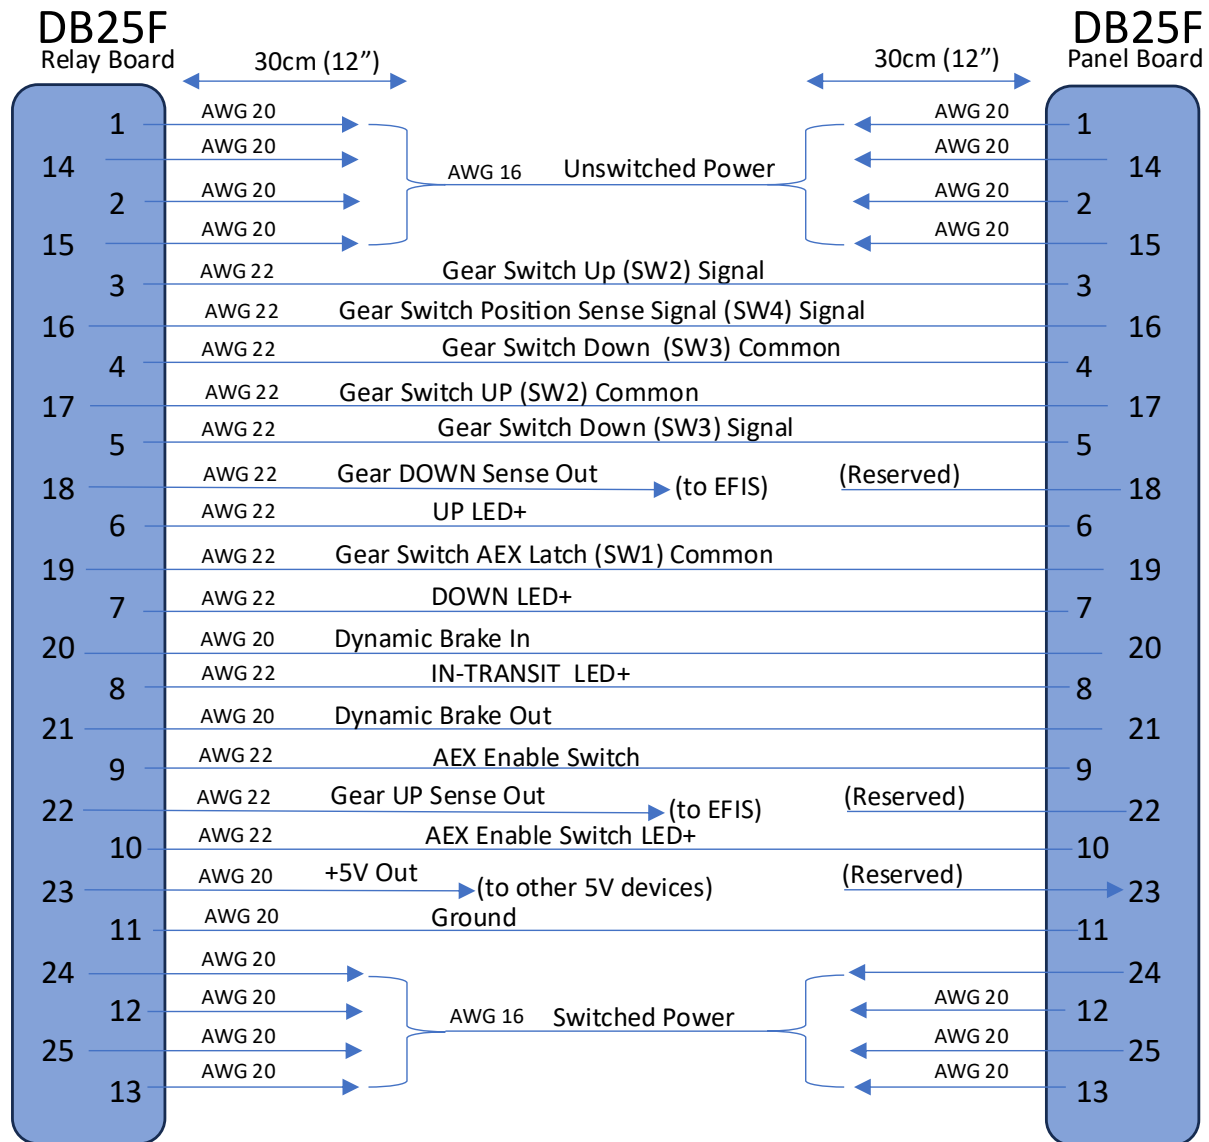 DB25F DB25F
Relay Board 30cm (12”) 30cm (12”) Panel Board
1 AWG 20 AWG 20 1
14 AWG 20 AWG 20 14
AWG 16 Unswitched Power
2 AWG 20 AWG 20 2
15 AWG 20 AWG 20 15
3 AWG 22 Gear Switch Up (SW2) Signal 3
16 AWG 22 Gear Switch Position Sense Signal (SW4) Signal 16
4 AWG 22 Gear Switch Down (SW3) Common 4
17 AWG 22 Gear Switch UP (SW2) Common 17
5 AWG 22 Gear Switch Down (SW3) Signal 5
18 AWG 22 Gear DOWN Sense Out (to EFIS) (Reserved) 18
6 AWG 22 UP LED+ 6
19 AWG 22 Gear Switch AEX Latch (SW1) Common 19
7 AWG 22 DOWN LED+ 7
20 AWG 20 Dynamic Brake In 20
8 AWG 22 IN-TRANSIT LED+ 8
21 AWG 20 Dynamic Brake Out 21
9 AWG 22 AEX Enable Switch 9
22 AWG 22 Gear UP Sense Out (to EFIS) (Reserved) 22
10 AWG 22 AEX Enable Switch LED+ 10
23 AWG 20 +5V Out (to other 5V devices) (Reserved) 23
11 AWG 20 Ground 11
24 AWG 20 24
12 AWG 20 AWG 20 12
AWG 16 Switched Power
25 AWG 20 AWG 20 25
13 AWG 20 AWG 20 13